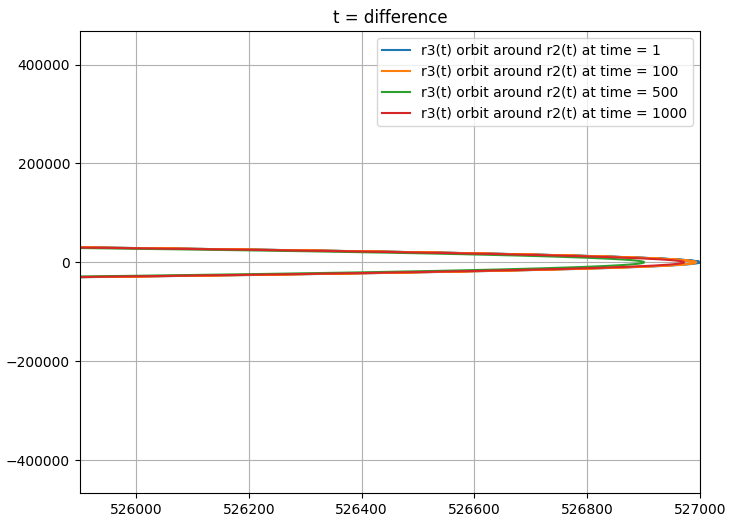 t = difference
r3(t) orbit around r2(t) at time = 1
r3(t) orbit around r2(t) at time = 100
r3(t) orbit around r2(t) at time = 500
r3(t) orbit around r2(t) at time = 1000
400000
200000
0
−200000
−400000
526000 526200 526400 526600 526800 527000